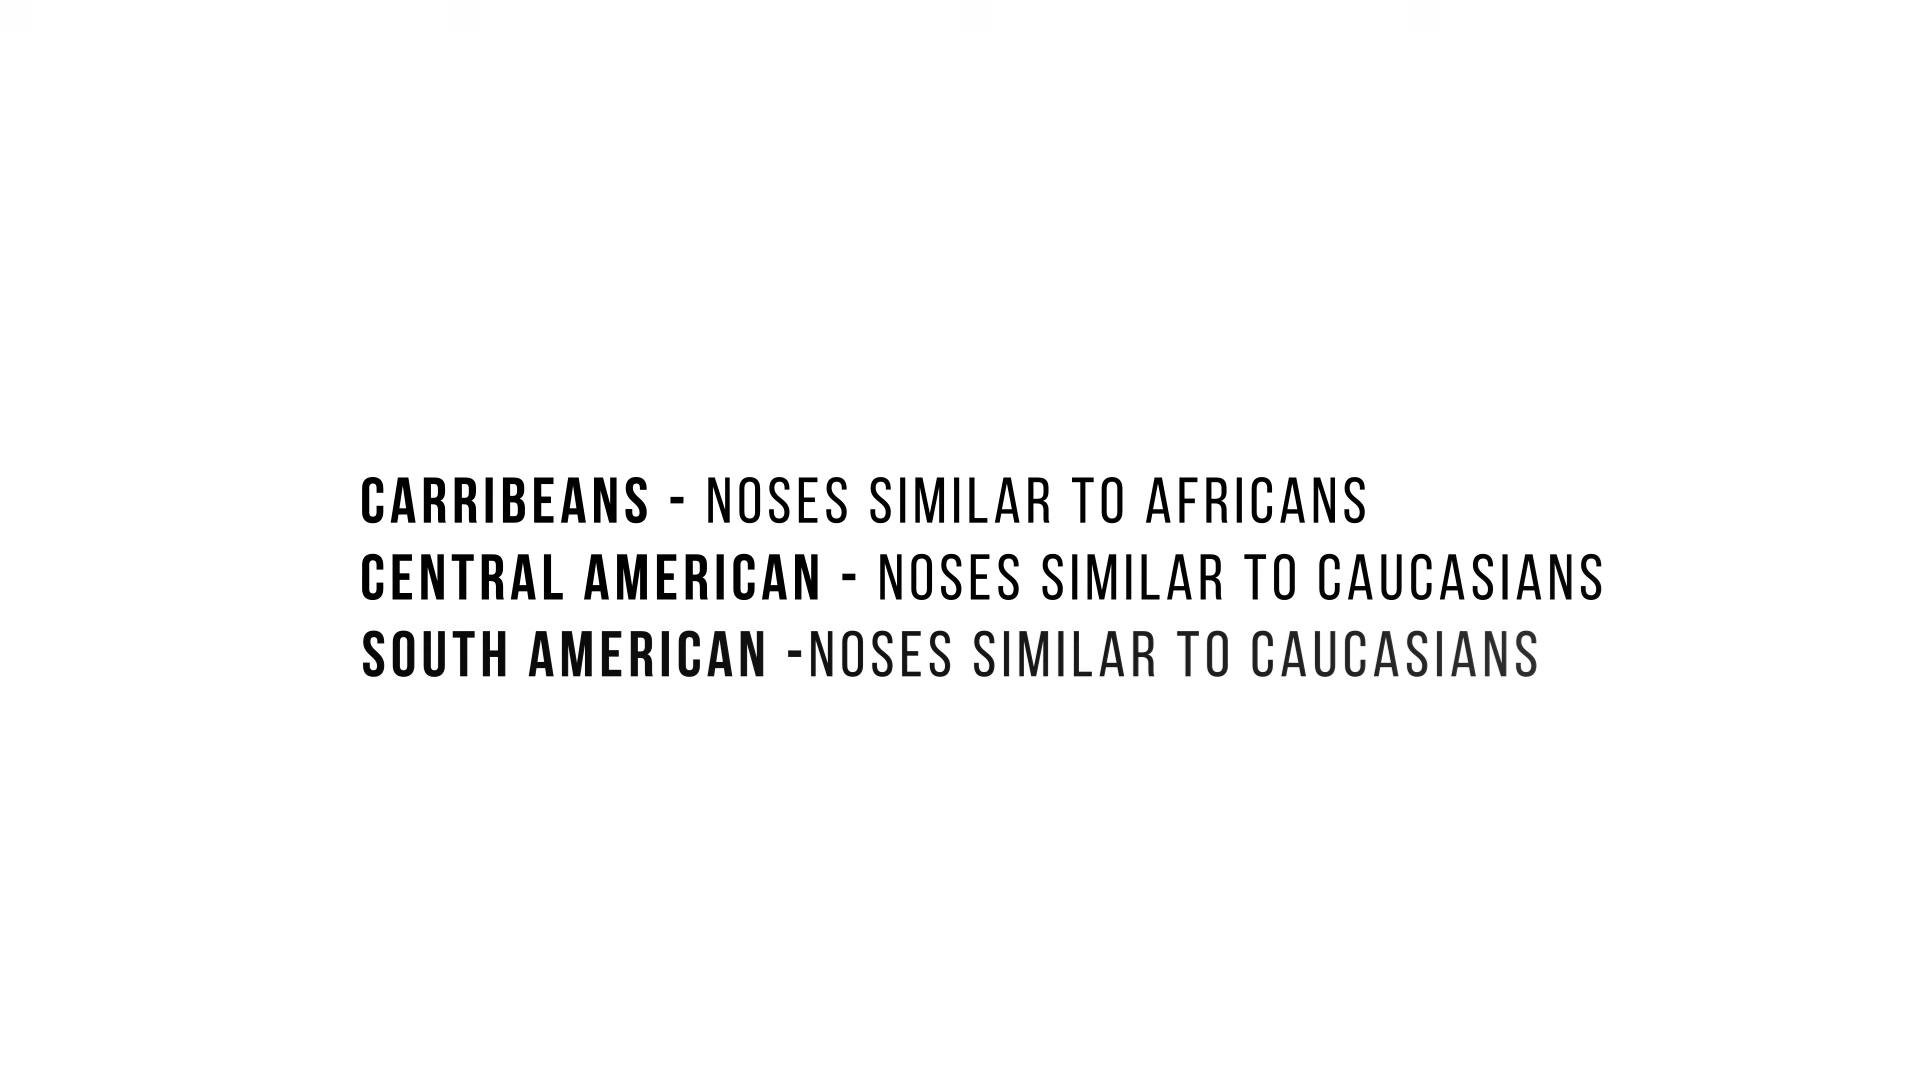 CARRIBEANS - NOSES SIMILAR TO AFRICANS
CENTRAL AMERICAN - NOSES SIMILAR TO CAUCASIANS
SOUTH AMERICAN -NOSES SIMILAR TO CAUCASIANS